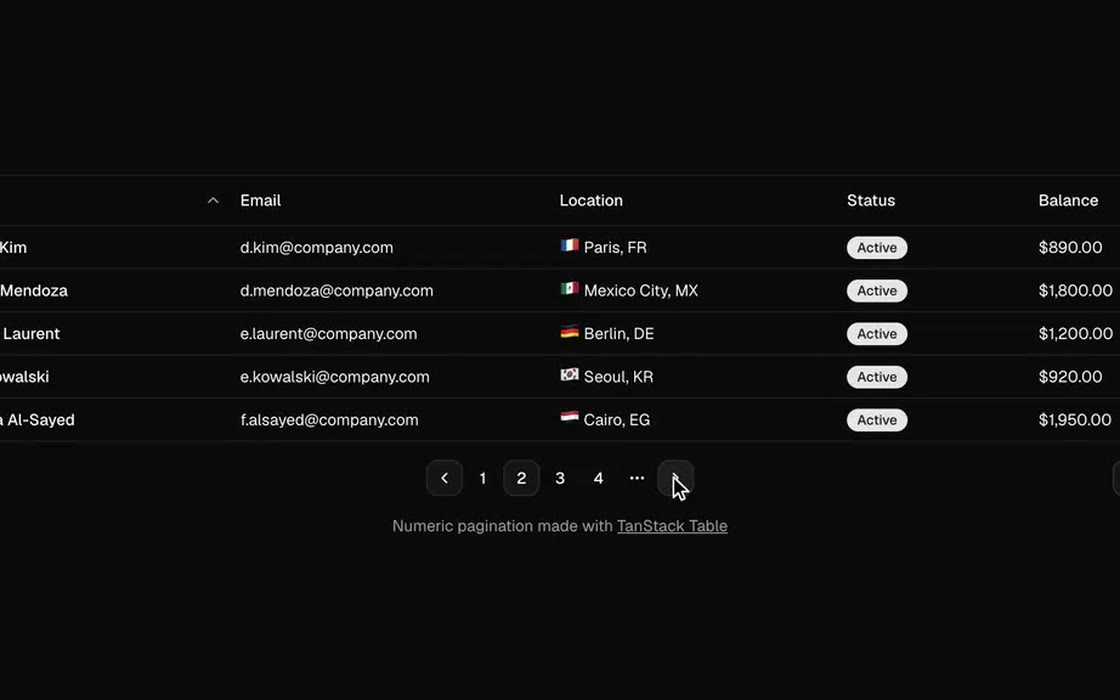 Email Location Status Balance
Kim d.kim@company.com Paris, FR Active $890.00
Mendoza d.mendoza@company.com Mexico City, MX Active $1,800.00
Laurent e.laurent@company.com Berlin, DE Active $1,200.00
owalski e.kowalski@company.com Seoul, KR Active $920.00
a Al-Sayed f.alsayed@company.com Cairo, EG Active $1,950.00
1 2 3 4 ···
Numeric pagination made with TanStack Table